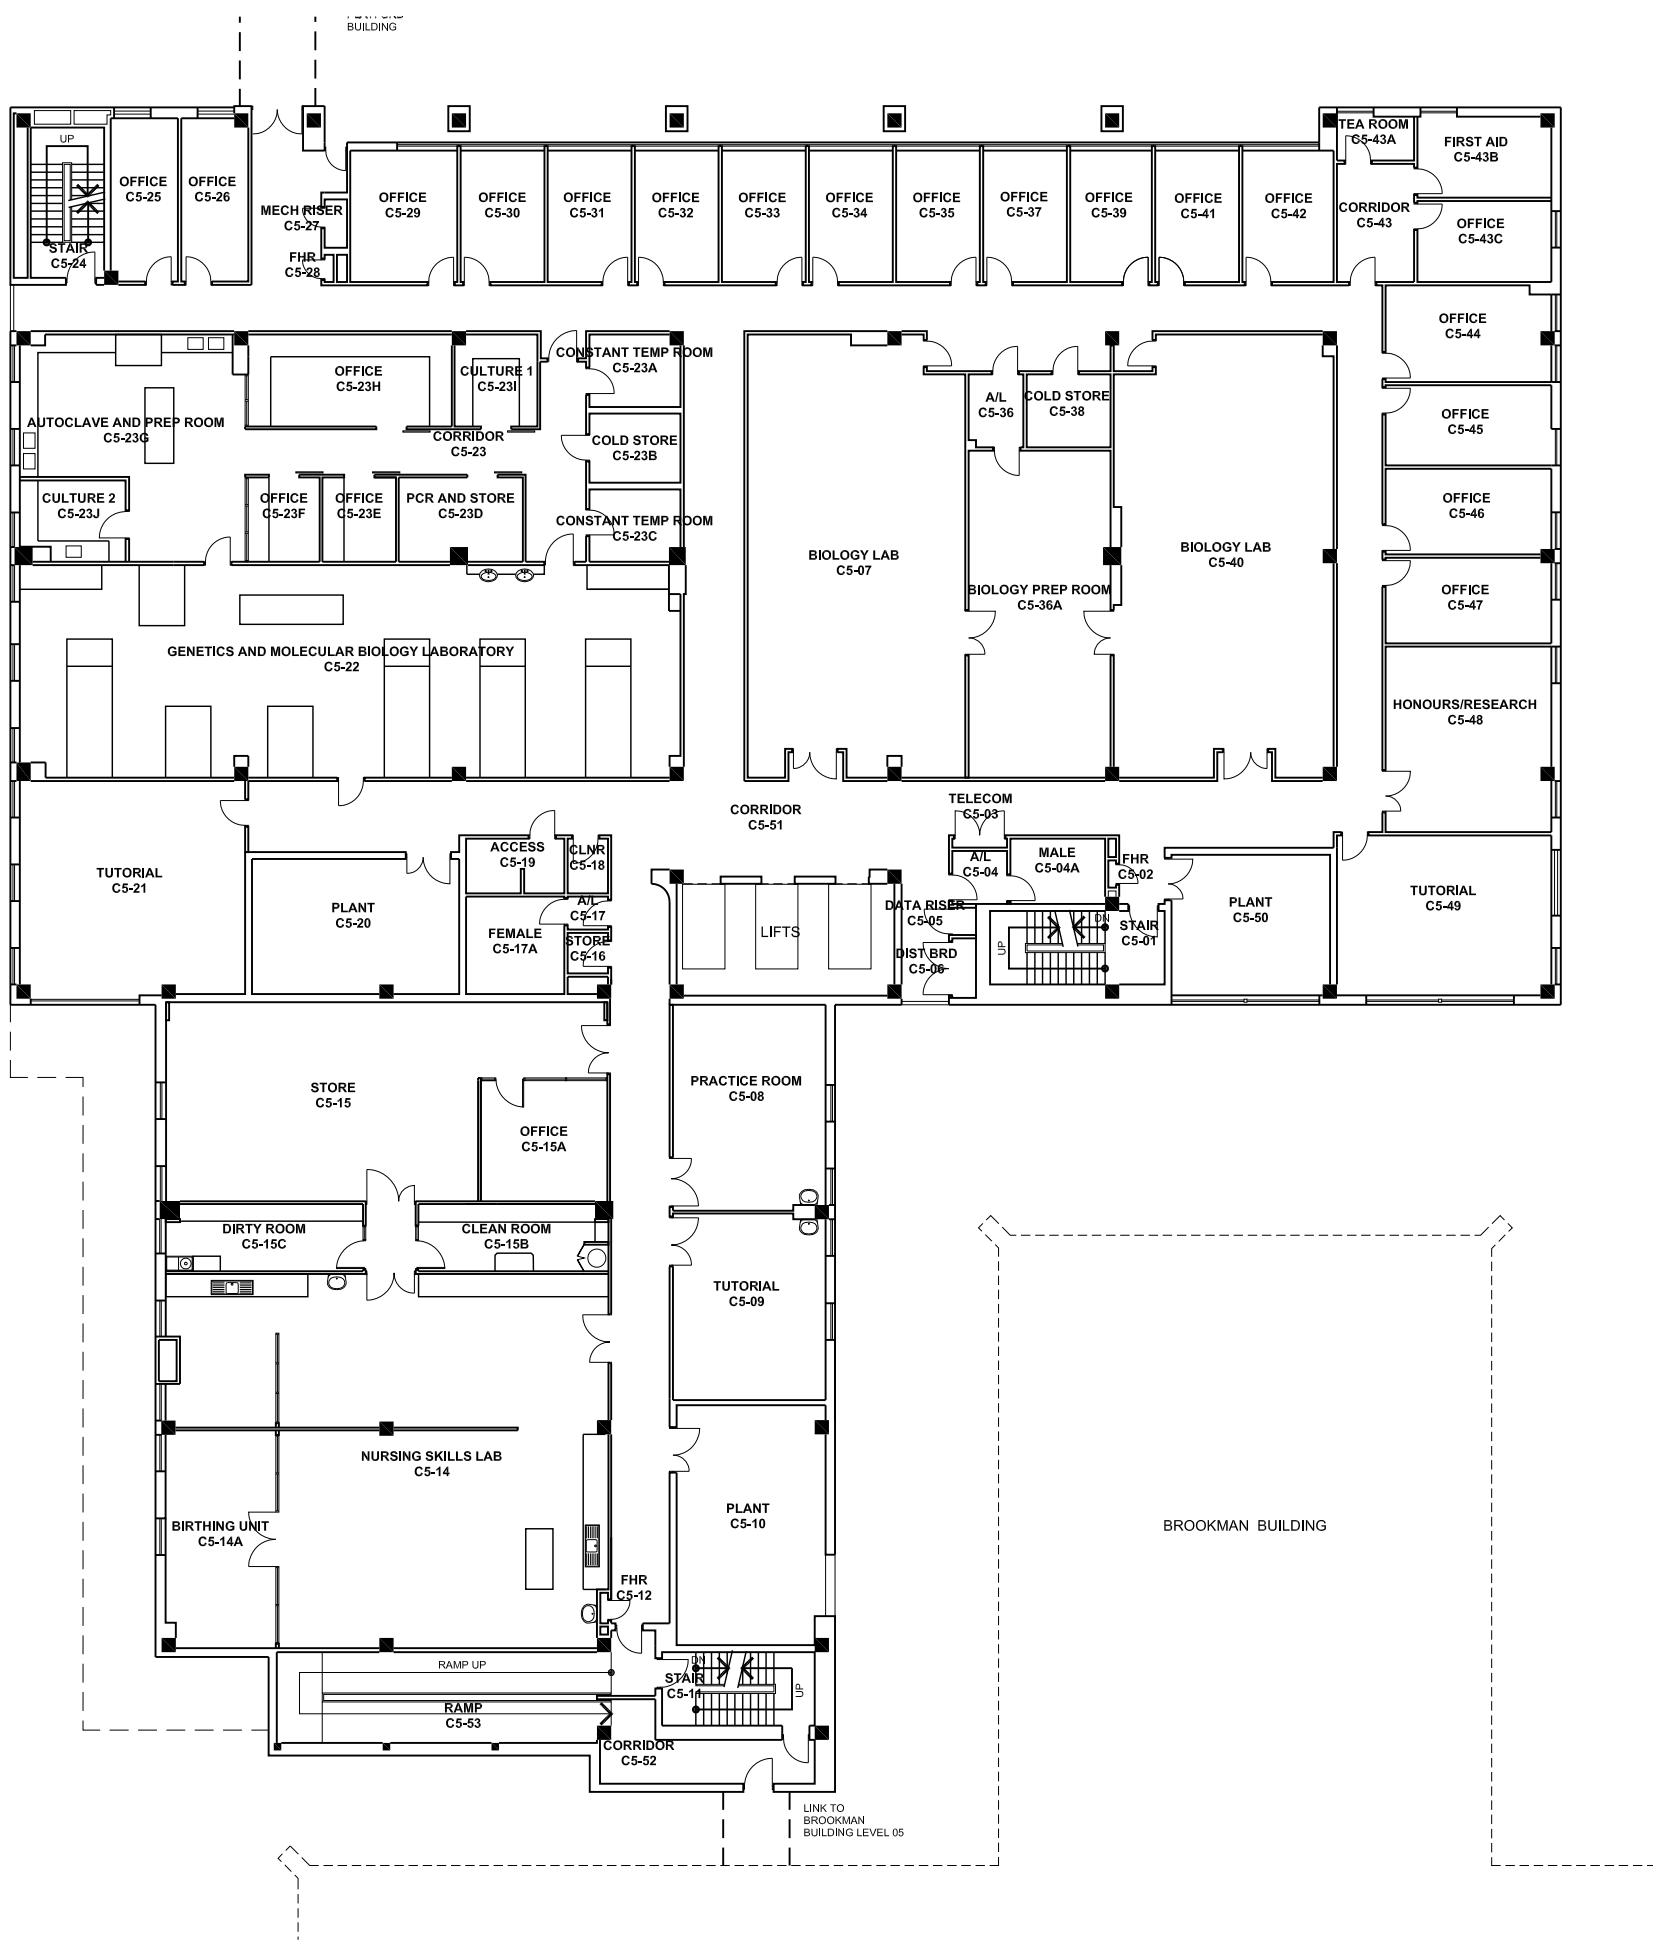 BUILDING
UP
OFFICE
C5-25
OFFICE
C5-26
STAIR
C5-24
MECH RISER
C5-27
FHR
C5-28
OFFICE
C5-29
OFFICE
C5-30
OFFICE
C5-31
OFFICE
C5-32
OFFICE
C5-33
OFFICE
C5-34
OFFICE
C5-35
OFFICE
C5-37
OFFICE
C5-39
OFFICE
C5-41
OFFICE
C5-42
TEA ROOM
C5-43A
FIRST AID
C5-43B
CORRIDOR
C5-43
OFFICE
C5-43C
OFFICE
C5-44
OFFICE
C5-45
OFFICE
C5-46
OFFICE
C5-47
HONOURS/RESEARCH
C5-48
AUTOCLAVE AND PREP ROOM
C5-23G
OFFICE
C5-23H
CULTURE 1
C5-23I
CONSTANT TEMP ROOM
C5-23A
CORRIDOR
C5-23
COLD STORE
C5-23B
CULTURE 2
C5-23J
OFFICE
C5-23F
OFFICE
C5-23E
PCR AND STORE
C5-23D
CONSTANT TEMP ROOM
C5-23C
A/L
C5-36
COLD STORE
C5-38
BIOLOGY LAB
C5-07
BIOLOGY PREP ROOM
C5-36A
BIOLOGY LAB
C5-40
GENETICS AND MOLECULAR BIOLOGY LABORATORY
C5-22
CORRIDOR
C5-51
TELECOM
C5-03
TUTORIAL
C5-21
PLANT
C5-20
ACCESS
C5-19
CLNR
C5-18
A/L
C5-17
FEMALE
C5-17A
STORE
C5-16
LIFTS
A/L
C5-04
MALE
C5-04A
FHR
C5-02
DATA RISER
C5-05
DIST BRD
C5-06
UP
DN
STAIR
C5-01
PLANT
C5-50
TUTORIAL
C5-49
STORE
C5-15
OFFICE
C5-15A
PRACTICE ROOM
C5-08
DIRTY ROOM
C5-15C
CLEAN ROOM
C5-15B
TUTORIAL
C5-09
NURSING SKILLS LAB
C5-14
BIRTHING UNIT
C5-14A
PLANT
C5-10
BROOKMAN BUILDING
FHR
C5-12
RAMP UP
DN
STAIR
C5-11
UP
RAMP
C5-53
CORRIDOR
C5-52
LINK TO
BROOKMAN
BUILDING LEVEL 05